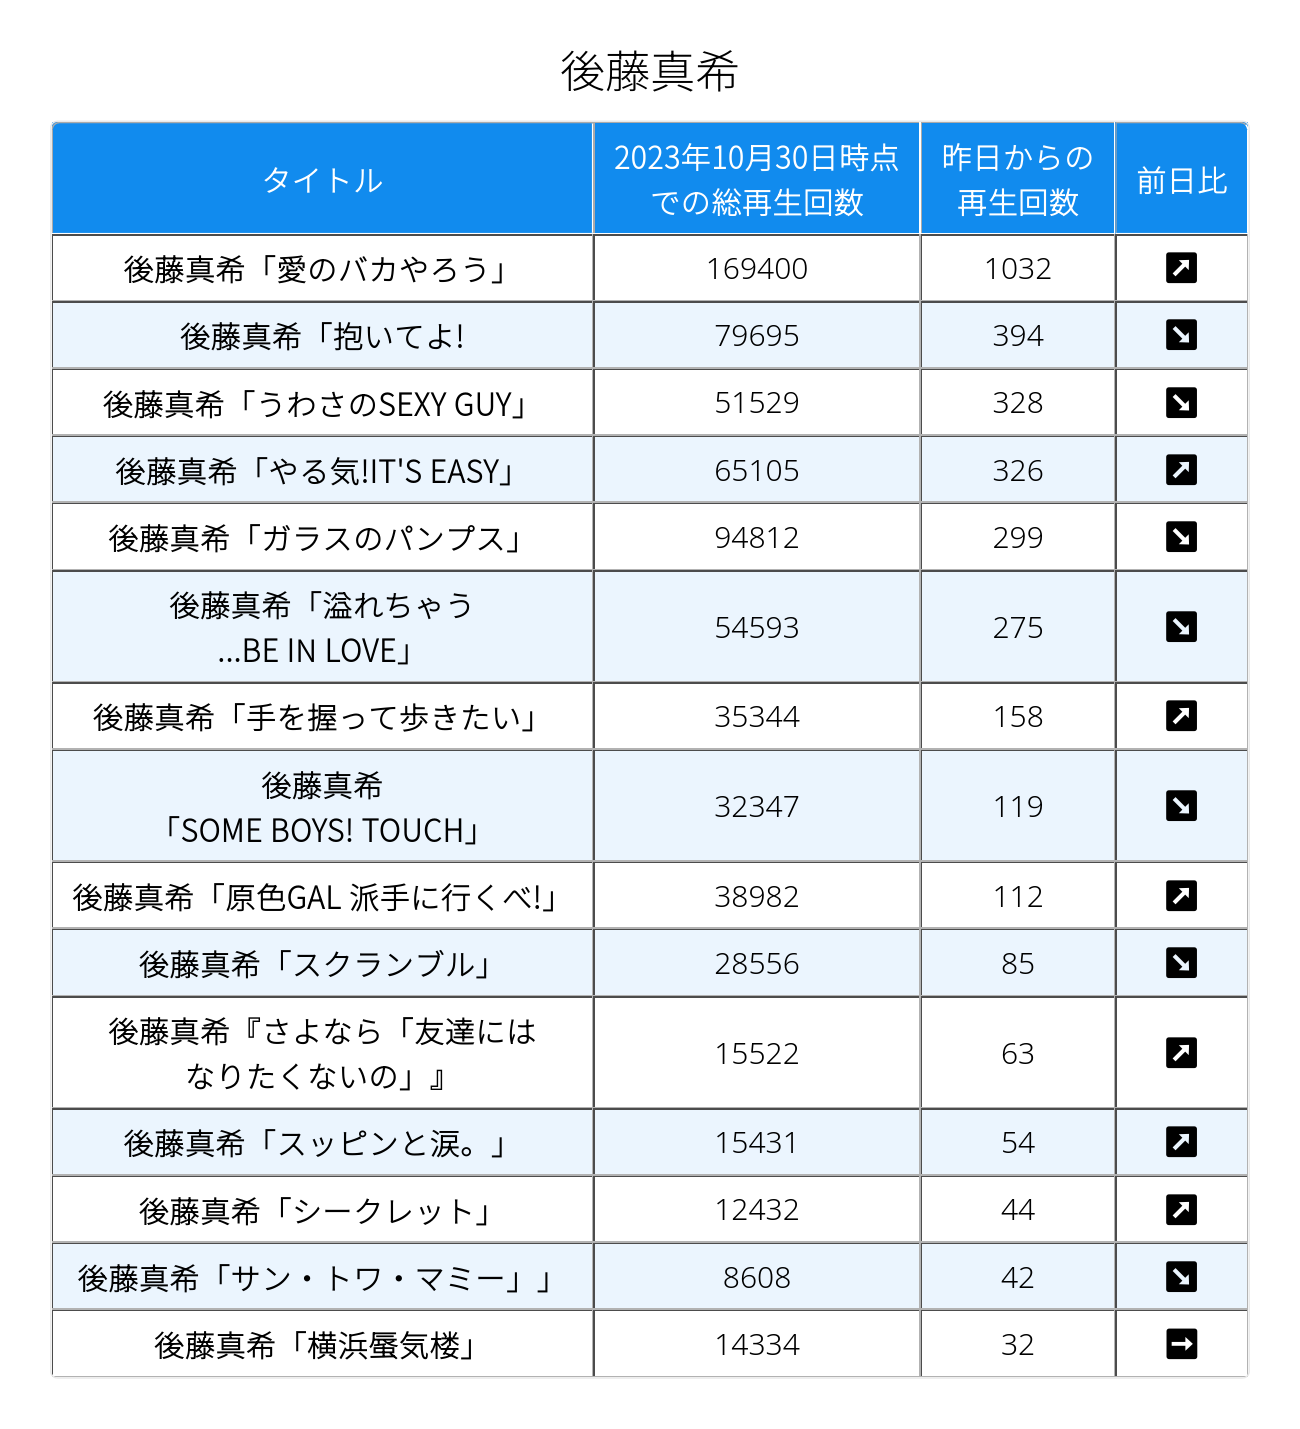 後藤真希
タイトル
2023年10月30日時点
での総再生回数
昨日からの
再生回数
前日比
後藤真希「愛のバカやろう」 169400 1032
後藤真希「抱いてよ! 79695 394
後藤真希「うわさのSEXY GUY」 51529 328
後藤真希「やる気!IT'S EASY」 65105 326
後藤真希「ガラスのパンプス」 94812 299
後藤真希「溢れちゃう
...BE IN LOVE」 54593 275
後藤真希「手を握って歩きたい」 35344 158
後藤真希
「SOME BOYS! TOUCH」 32347 119
後藤真希「原色GAL 派手に行くべ!」 38982 112
後藤真希「スクランブル」 28556 85
後藤真希『さよなら「友達には
なりたくないの」』 15522 63
後藤真希「スッピンと涙。」 15431 54
後藤真希「シークレット」 12432 44
後藤真希「サン・トワ・マミー」」 8608 42
後藤真希「横浜蜃気楼」 14334 32